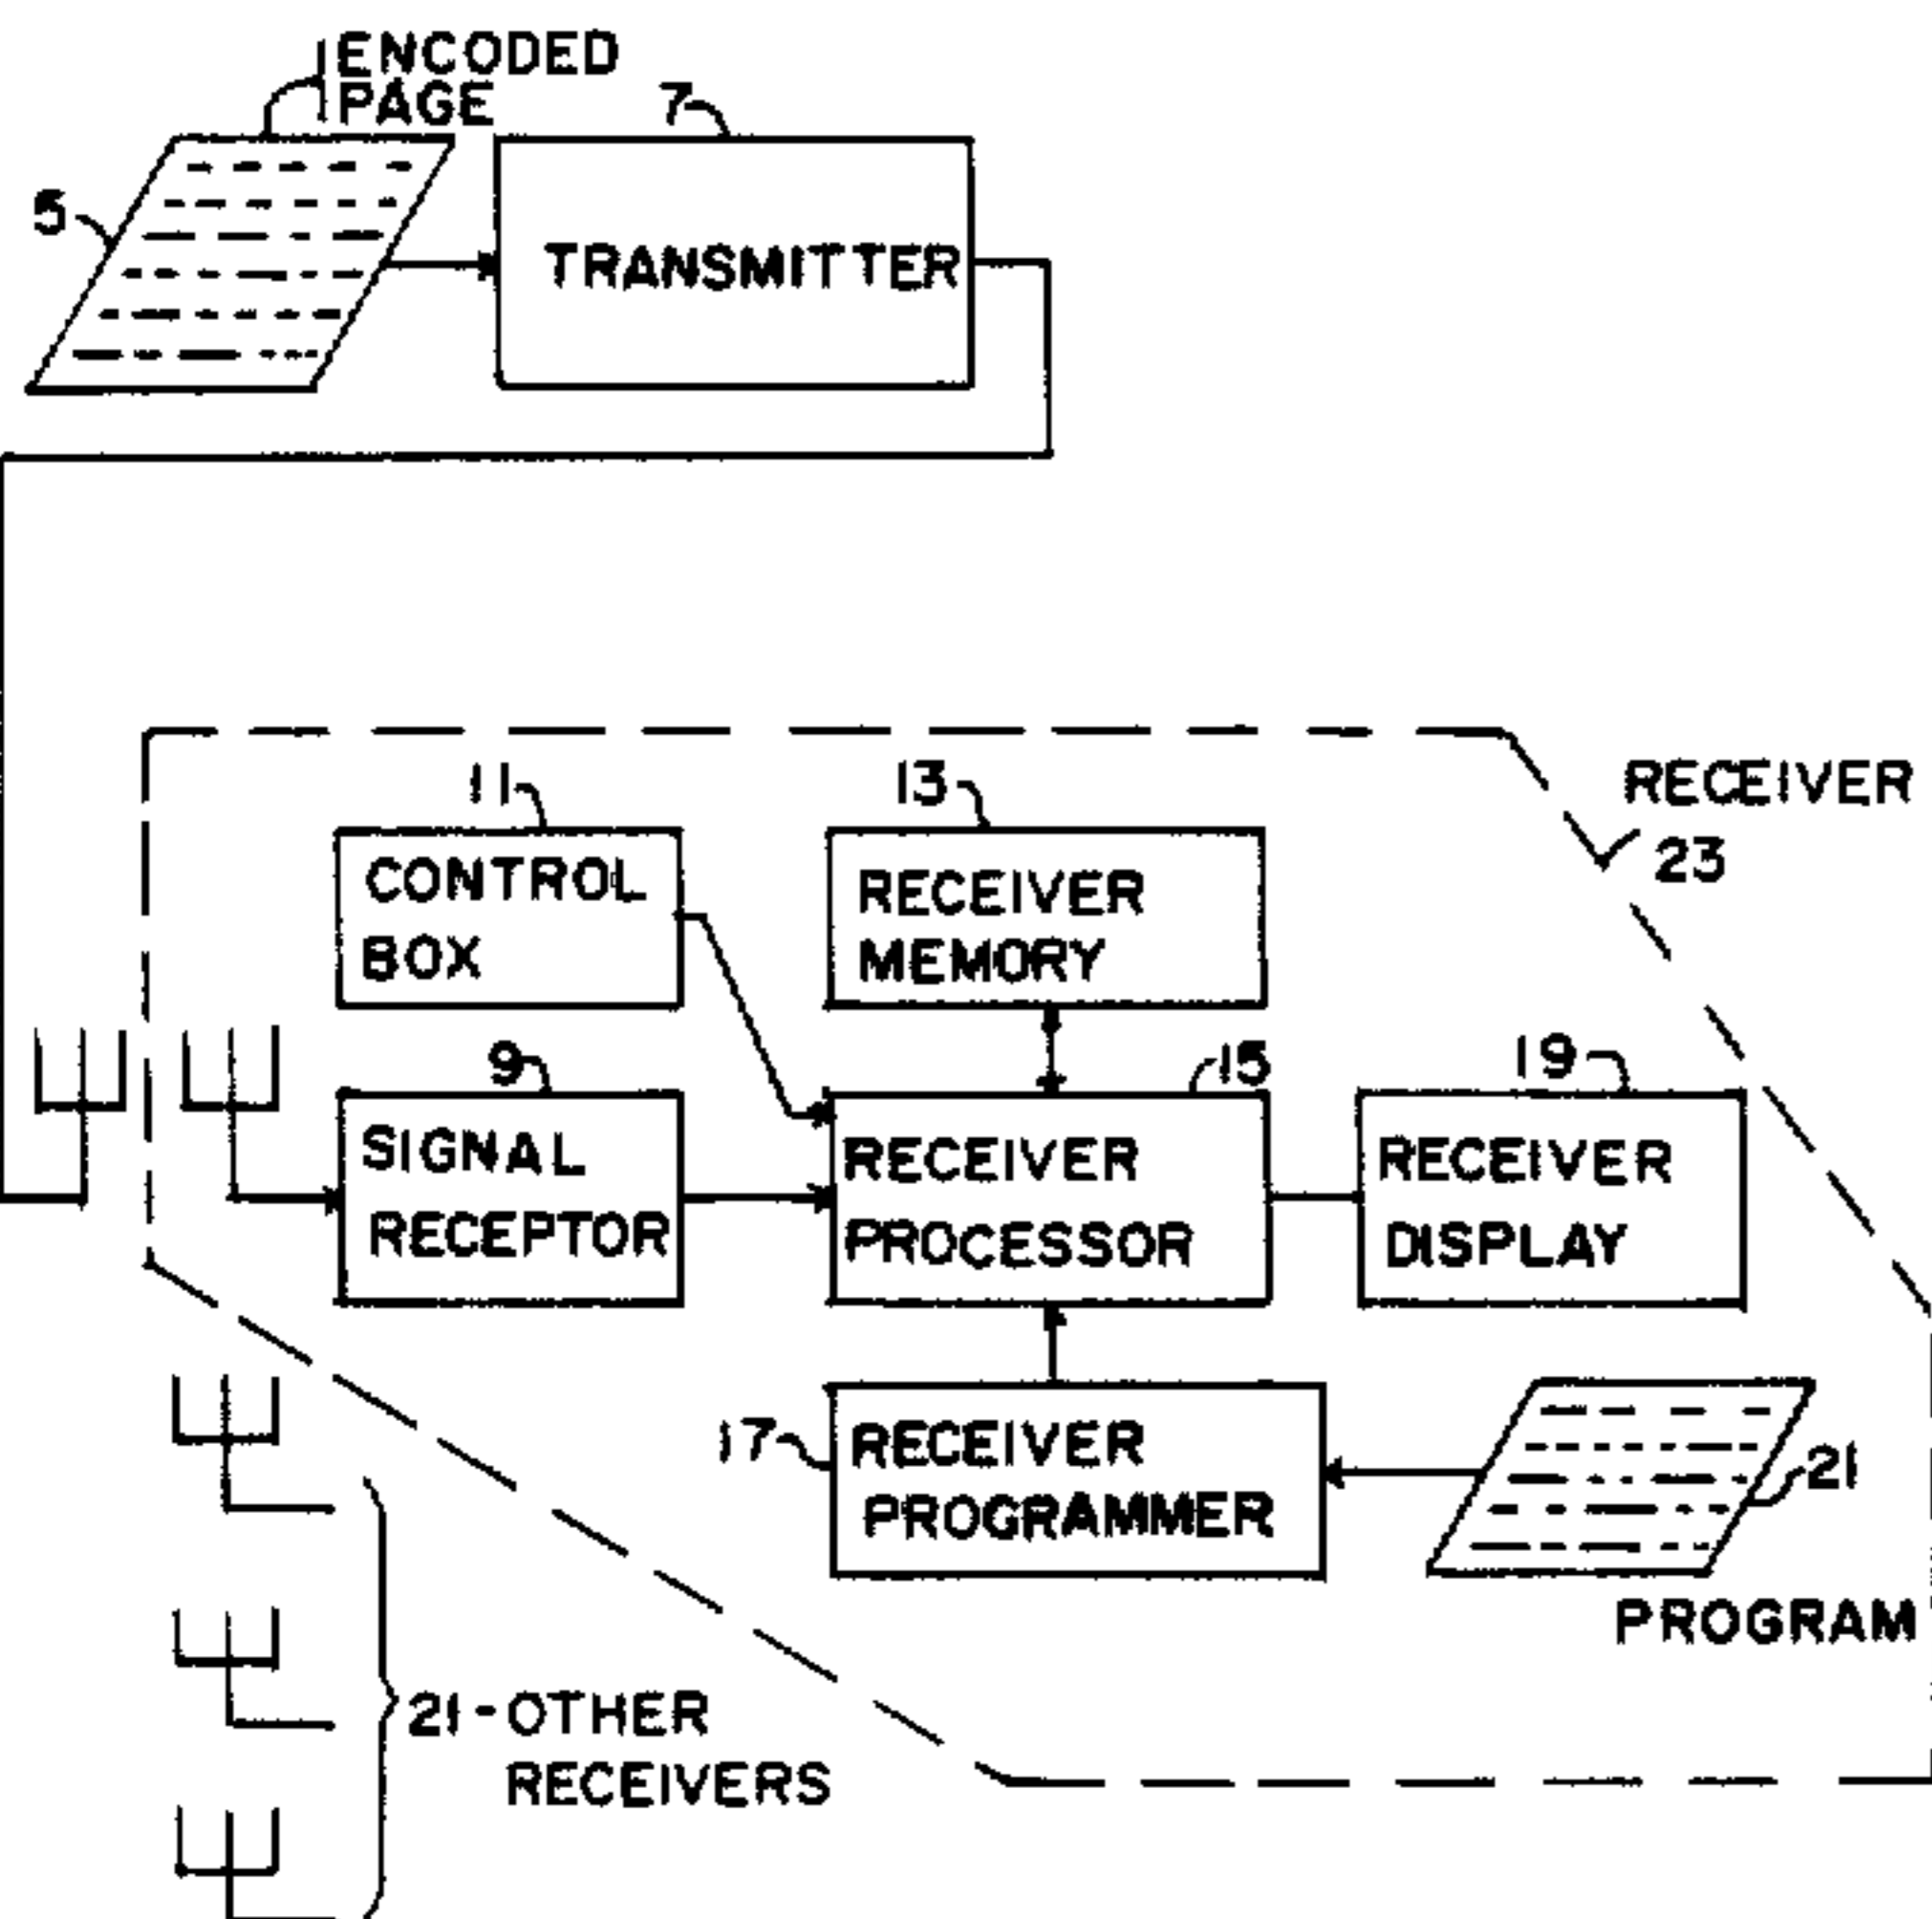 ENCODED
PAGE
7
5
TRANSMITTER
RECEIVER
23
11
13
CONTROL
BOX
RECEIVER
MEMORY
9
15
19
SIGNAL
RECEPTOR
RECEIVER
PROCESSOR
RECEIVER
DISPLAY
17
RECEIVER
PROGRAMMER
21
PROGRAM
21-OTHER
RECEIVERS